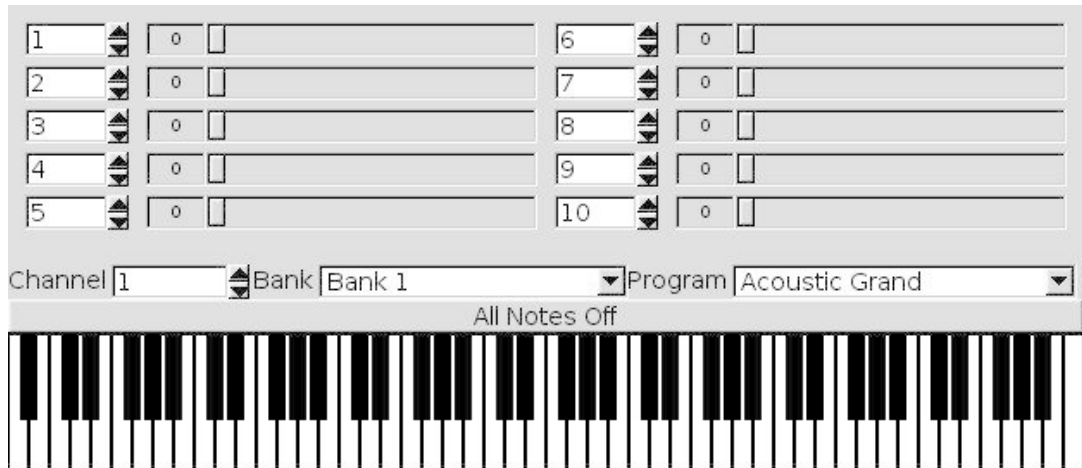 1 0 6 0
2 0 7 0
3 0 8 0
4 0 9 0
5 0 10 0
Channel 1 Bank Bank 1 Program Acoustic Grand
All Notes Off